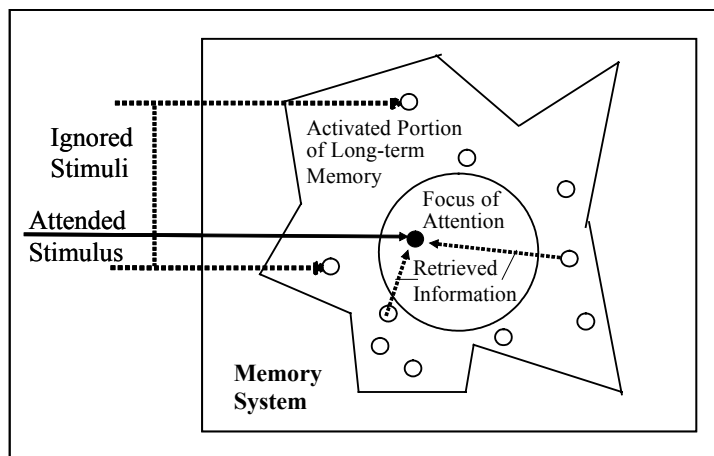 Ignored
Stimuli
Attended
Stimulus
Activated Portion
of Long-term
Memory
Focus of
Attention
Retrieved
Information
Memory
System